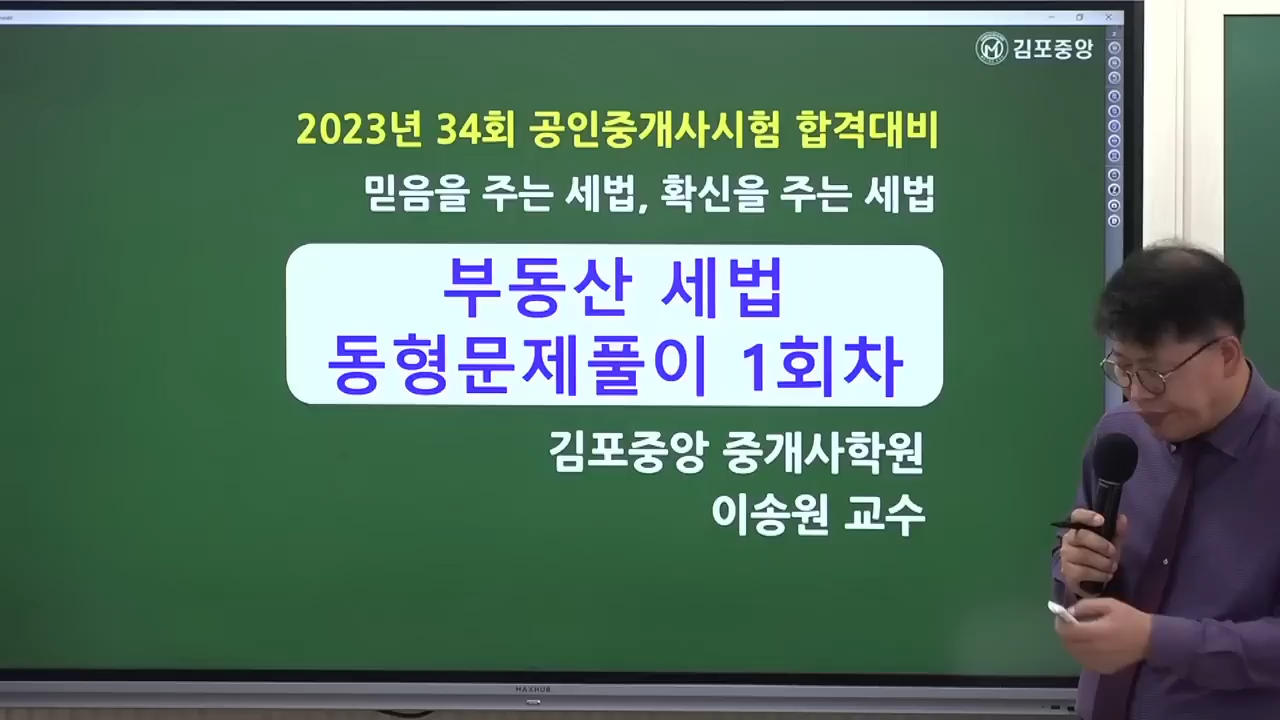 김포중앙
2023년 34회 공인중개사시험 합격대비
믿음을 주는 세법, 확신을 주는 세법
부동산 세법
동형문제풀이 1회차
김포중앙 중개사학원
이송원 교수
MAXHUB